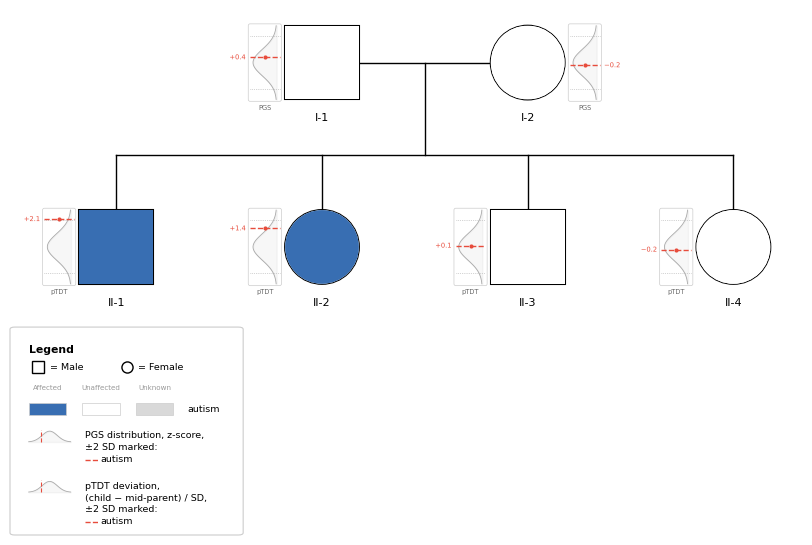 +0.4
PGS
I-1
I-2
−0.2
PGS
+2.1
pTDT
II-1
+1.4
pTDT
II-2
+0.1
pTDT
II-3
−0.2
pTDT
II-4
Legend
= Male
= Female
Affected
Unaffected
Unknown
autism
PGS distribution, z-score,
±2 SD marked:
autism
pTDT deviation,
(child − mid-parent) / SD,
±2 SD marked:
autism